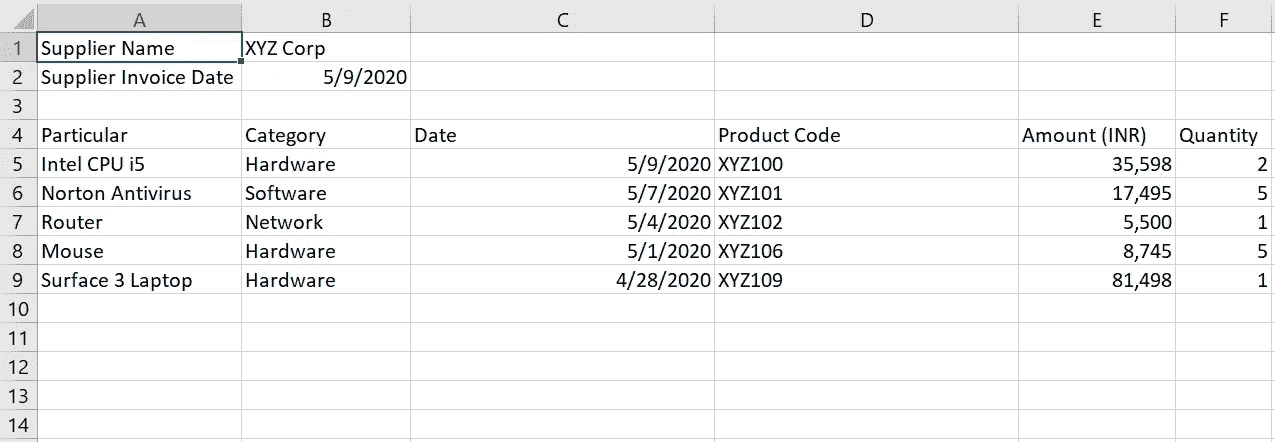 A B C D E F
1 Supplier Name XYZ Corp
2 Supplier Invoice Date 5/9/2020
3
4 Particular Category Date Product Code Amount (INR) Quantity
5 Intel CPU i5 Hardware 5/9/2020 XYZ100 35,598 2
6 Norton Antivirus Software 5/7/2020 XYZ101 17,495 5
7 Router Network 5/4/2020 XYZ102 5,500 1
8 Mouse Hardware 5/1/2020 XYZ106 8,745 5
9 Surface 3 Laptop Hardware 4/28/2020 XYZ109 81,498 1
10
11
12
13
14